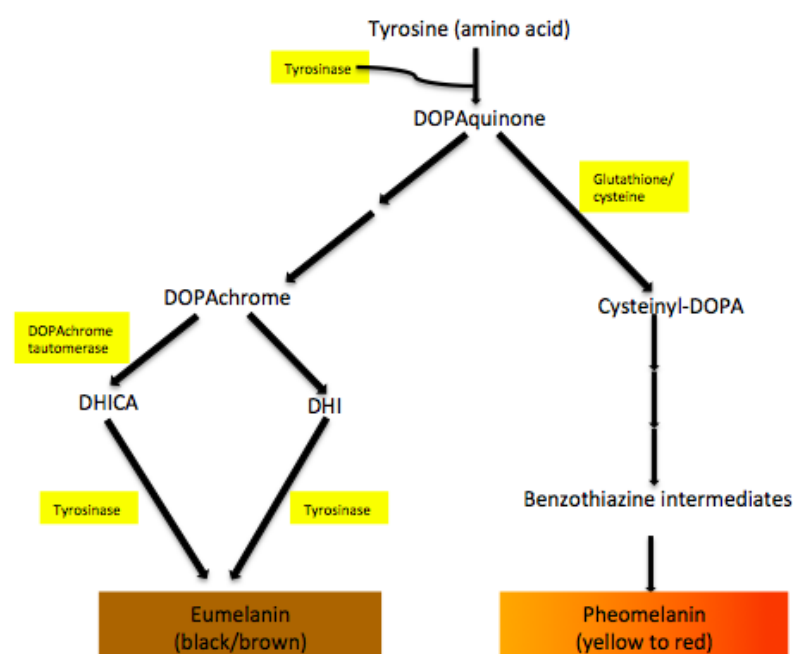 Tyrosine (amino acid)
Tyrosinase
DOPAquinone
Glutathione/
cysteine
DOPAchrome
Cysteinyl-DOPA
DOPAchrome
tautomerase
DHICA
DHI
Benzothiazine intermediates
Tyrosinase
Tyrosinase
Eumelanin
(black/brown)
Pheomelanin
(yellow to red)